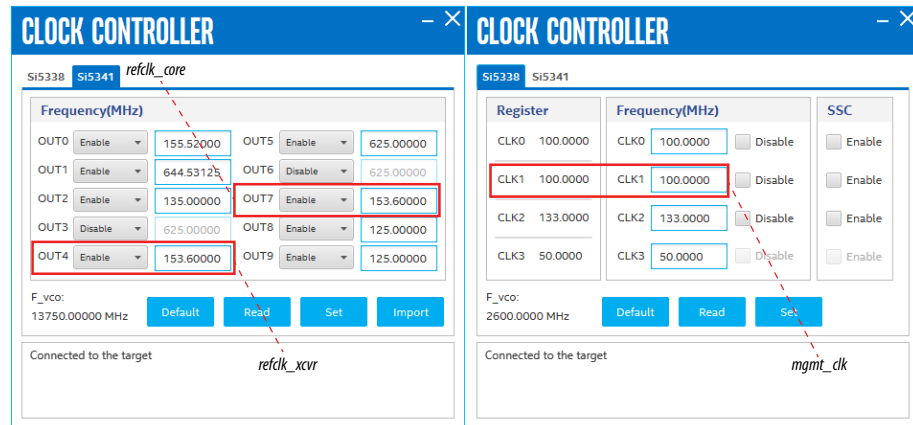 CLOCK CONTROLLER
Si5338 Si5341 refclk_core
Frequency(MHz)
OUT0 Enable 155.52000 OUT5 Enable 625.00000
OUT1 Enable 644.53125 OUT6 Disable 625.00000
OUT2 Enable 135.00000 OUT7 Enable 153.60000
OUT3 Disable 625.00000 OUT8 Enable 125.00000
OUT4 Enable 153.60000 OUT9 Enable 125.00000
F_vco:
13750.00000 MHz Default Read Set Import
Connected to the target
refclk_xcvr
CLOCK CONTROLLER
Si5338 Si5341
Register Frequency(MHz) SSC
CLK0 100.0000 CLK0 100.0000 Disable Enable
CLK1 100.0000 CLK1 100.0000 Disable Enable
CLK2 133.0000 CLK2 133.0000 Disable Enable
CLK3 50.0000 CLK3 50.0000 Disable Enable
F_vco:
2600.0000 MHz Default Read Set
Connected to the target
mgmt_clk